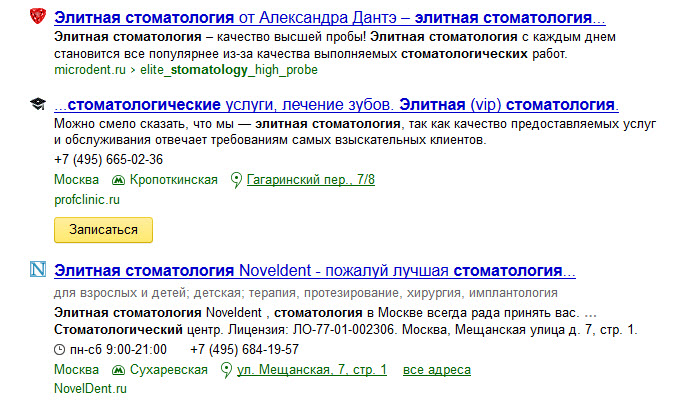 Элитная стоматология от Александра Дантэ – элитная стоматология...
Элитная стоматология – качество высшей пробы! Элитная стоматология с каждым днем
становится все популярнее из-за качества выполняемых стоматологических работ.
microdent.ru › elite_stomatology_high_probe
...стоматологические услуги, лечение зубов. Элитная (vip) стоматология.
Можно смело сказать, что мы — элитная стоматология, так как качество предоставляемых услуг
и обслуживания отвечает требованиям самых взыскательных клиентов.
+7 (495) 665-02-36
Москва Кропоткинская Гагаринский пер., 7/8
profclinic.ru
Записаться
Элитная стоматология Noveldent - пожалуй лучшая стоматология...
для взрослых и детей; детская; терапия, протезирование, хирургия, имплантология
Элитная стоматология Noveldent , стоматология в Москве всегда рада принять вас. ...
Стоматологический центр. Лицензия: ЛО-77-01-002306. Москва, Мещанская улица д. 7, стр. 1.
пн-сб 9:00-21:00 +7 (495) 684-19-57
Москва Сухаревская ул. Мещанская, 7, стр. 1 все адреса
NovelDent.ru